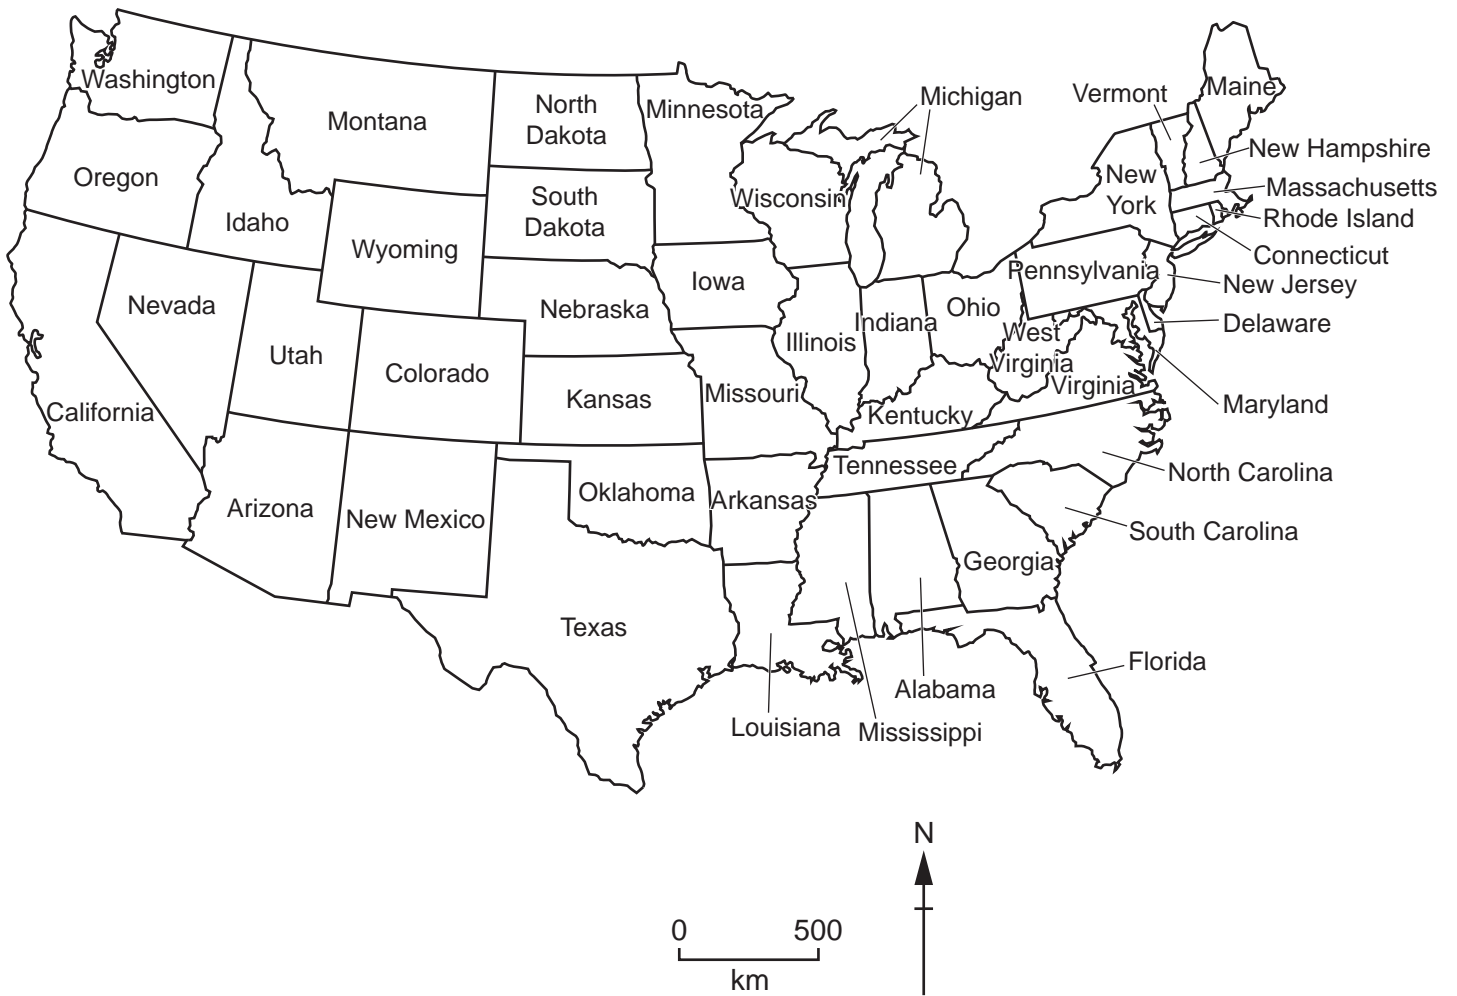 Washington
Montana
North
Dakota
Minnesota
Michigan
Vermont
Maine
New Hampshire
Massachusetts
Rhode Island
Connecticut
New Jersey
Delaware
Maryland
Oregon
Idaho
Wyoming
South
Dakota
Wisconsin
New
York
Pennsylvania
Nevada
Utah
Colorado
Nebraska
Iowa
Illinois
Indiana
Ohio
West
Virginia
Virginia
California
Kansas
Missouri
Kentucky
Tennessee
North Carolina
South Carolina
Arizona
New Mexico
Oklahoma
Arkansas
Georgia
Texas
Louisiana
Mississippi
Alabama
Florida
N
0 500
km